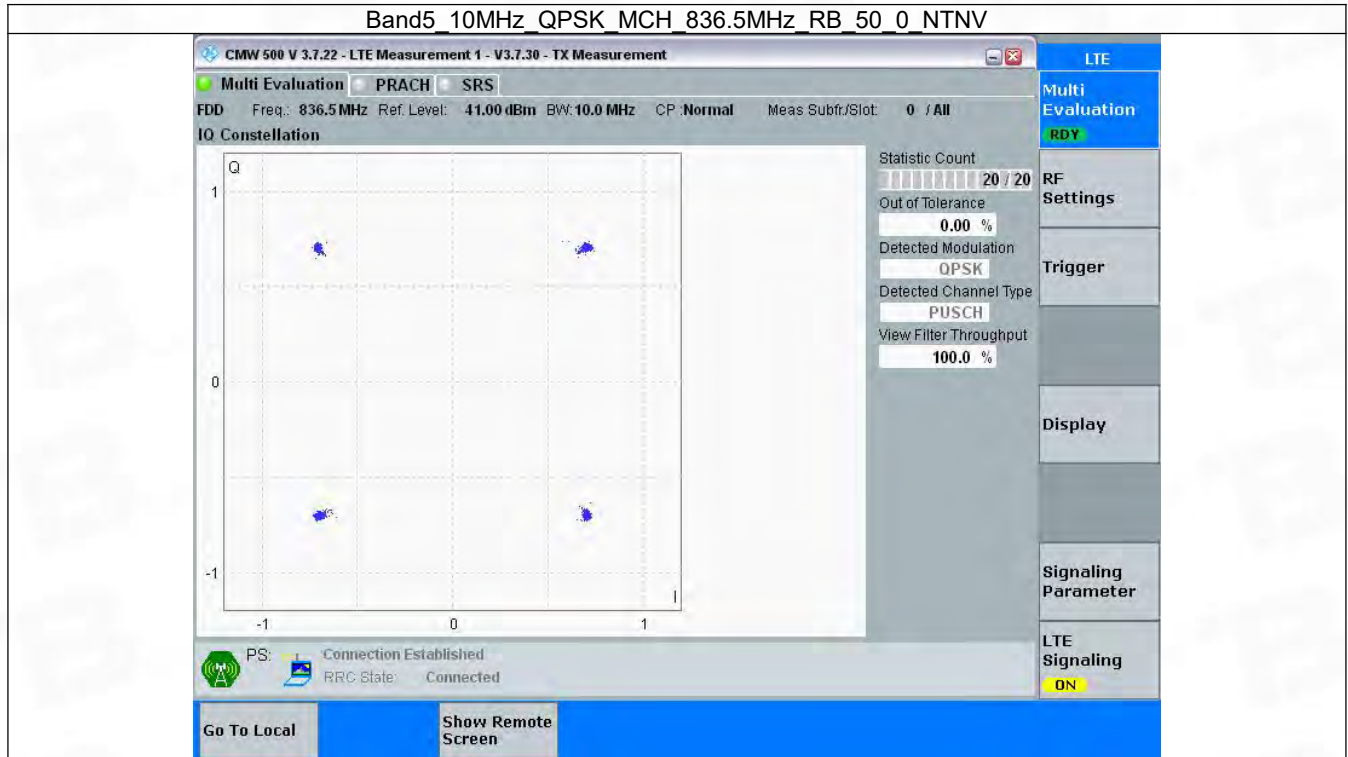 Band5_10MHz_QPSK_MCH_836.5MHz_RB_50_0_NTNV
CMW 500 V 3.7.22 - LTE Measurement 1 - V3.7.30 - TX Measurement
LTE
Multi Evaluation PRACH SRS
FDD Freq.: 836.5 MHz Ref. Level: 41.00 dBm BW: 10.0 MHz CP :Normal Meas Subfr./Slot: 0 / All
IQ Constellation
Q
1
0
-1
I
-1 0 1
Statistic Count
20 / 20
Out of Tolerance
0.00 %
Detected Modulation
QPSK
Detected Channel Type
PUSCH
View Filter Throughput
100.0 %
Multi
Evaluation
RDY
RF
Settings
Trigger
Display
Signaling
Parameter
LTE
Signaling
ON
PS: Connection Established
RRC State: Connected
Go To Local
Show Remote
Screen